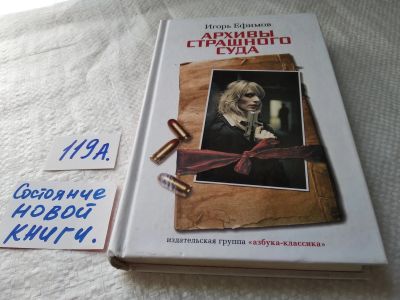 Игорь Ефимов
АРХИВЫ
СТРАШНОГО
СУДА
издательская группа «азбука-классика»
119А.
Состояние
НОВОЙ
КНИГИ.